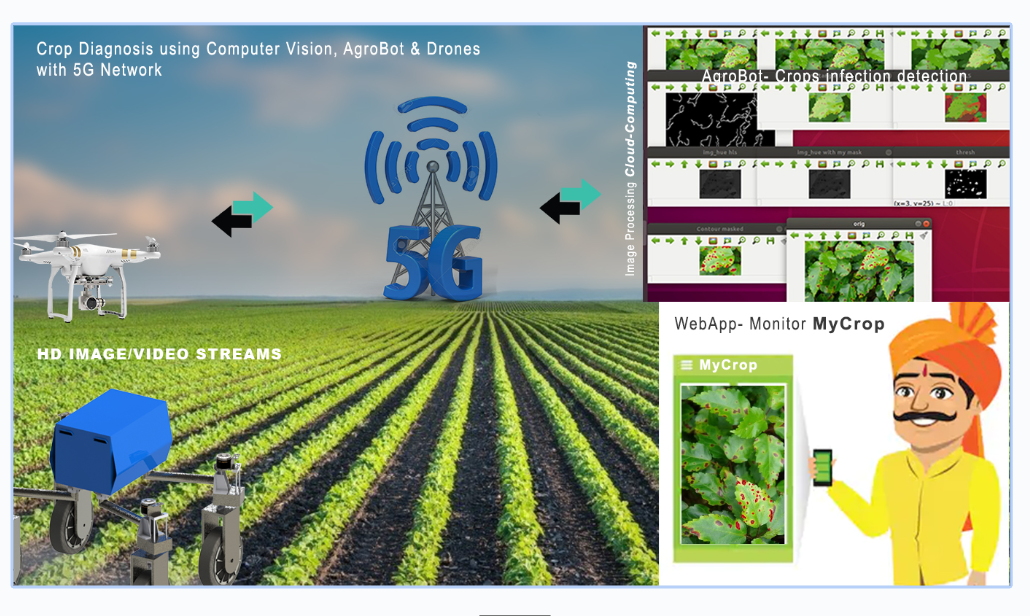 Crop Diagnosis using Computer Vision, AgroBot & Drones
with 5G Network
5G
HD IMAGE/VIDEO STREAMS
Image Processing Cloud-Computing
AgroBot- Crops infection detection
img_hue hls
img_hue with my mask
thresh
(x=3, y=25) ~ L:0
Contour masked
orig
WebApp- Monitor MyCrop
MyCrop